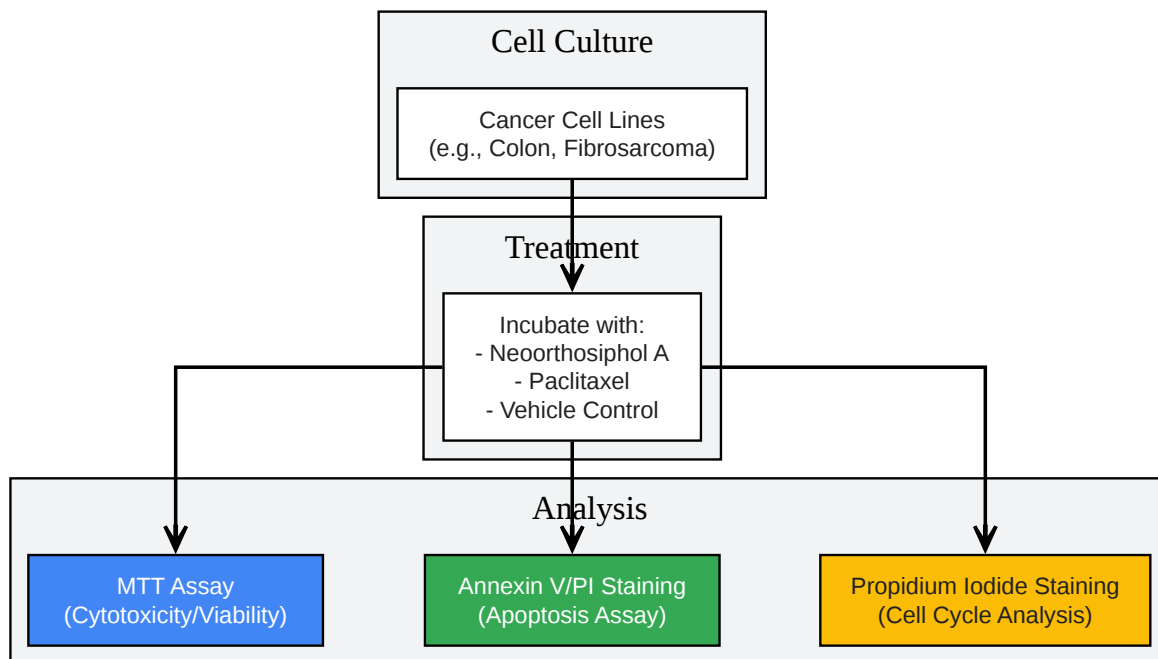 Cell Culture
Cancer Cell Lines
(e.g., Colon, Fibrosarcoma)
Treatment
Incubate with:
- Neoorthosiphol A
- Paclitaxel
- Vehicle Control
Analysis
MTT Assay
(Cytotoxicity/Viability)
Annexin V/PI Staining
(Apoptosis Assay)
Propidium Iodide Staining
(Cell Cycle Analysis)